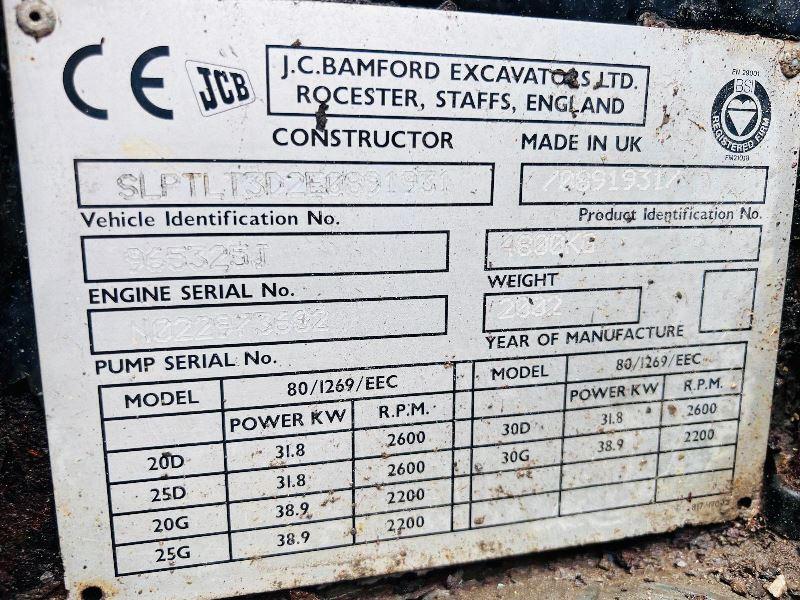 CE JCB J.C.BAMFORD EXCAVATORS LTD.
ROCESTER, STAFFS, ENGLAND
EN 29001
BSI
REGISTERED FIRM
CONSTRUCTOR MADE IN UK
SLPTLT3D2E0891931 /0891931/
Vehicle Identification No. Product Identification No.
965325J 4800KG
ENGINE SERIAL No. WEIGHT
2002
PUMP SERIAL No. YEAR OF MANUFACTURE
MODEL 80/1269/EEC MODEL 80/1269/EEC
POWER KW R.P.M. POWER KW R.P.M.
20D 31.8 2600 30D 31.8 2600
25D 31.8 2600 30G 38.9 2200
20G 38.9 2200
25G 38.9 2200